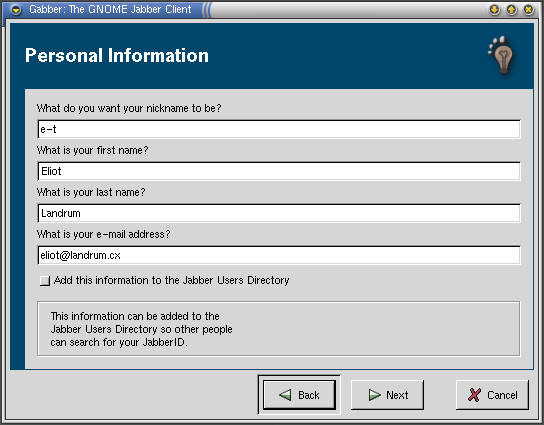 Gabber: The GNOME Jabber Client
Personal Information
What do you want your nickname to be?
e-t
What is your first name?
Eliot
What is your last name?
Landrum
What is your e-mail address?
eliot@landrum.cx
Add this information to the Jabber Users Directory
This information can be added to the
Jabber Users Directory so other people
can search for your JabberID.
Back Next Cancel